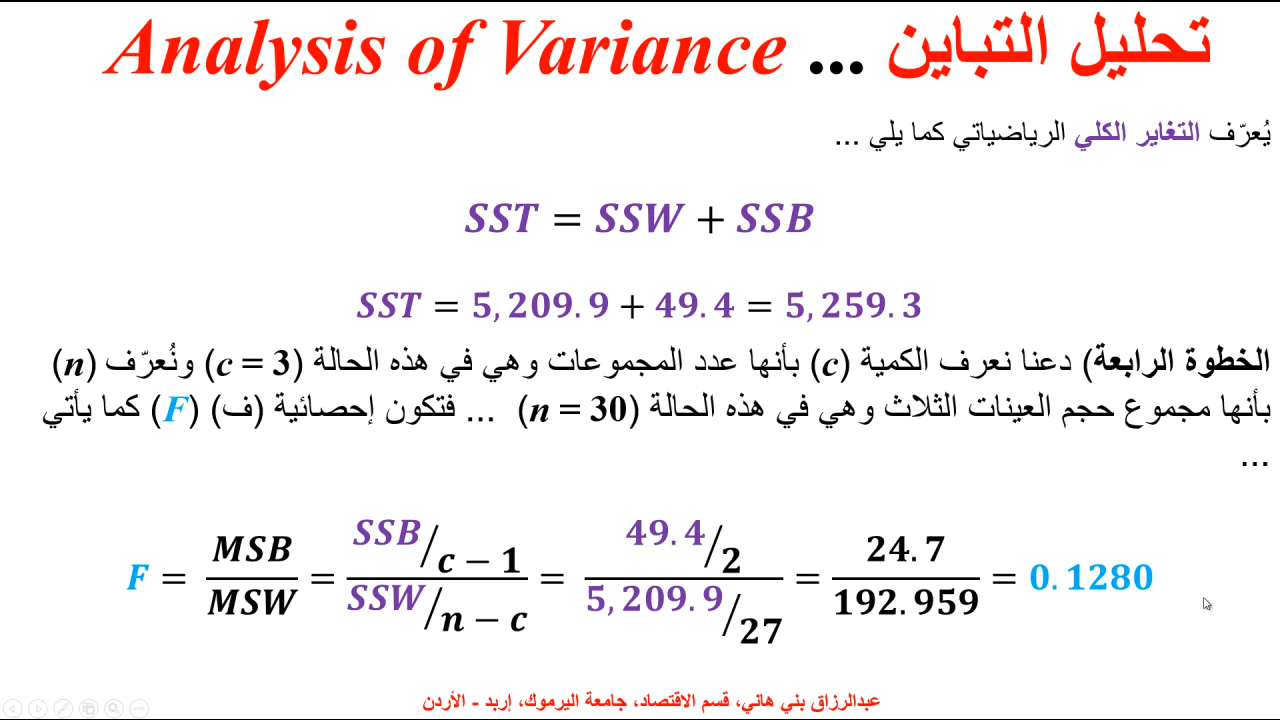 تحليل التباين ... Analysis of Variance
يُعرّف التغاير الكلي الرياضياتي كما يلي ...
SST = SSW + SSB
SST = 5,209.9 + 49.4 = 5,259.3
الخطوة الرابعة) دعنا نعرف الكمية (c) بأنها عدد المجموعات وهي في هذه الحالة (c = 3) ونُعرّف (n)
بأنها مجموع حجم العينات الثلاث وهي في هذه الحالة (n = 30) ... فتكون إحصائية (ف) (F) كما يأتي
...
F = MSB/MSW = (SSB/c − 1)/(SSW/n − c) = (49.4/2)/(5,209.9/27) = 24.7/192.959 = 0.1280
عبدالرزاق بني هاني، قسم الاقتصاد، جامعة اليرموك، إربد - الأردن